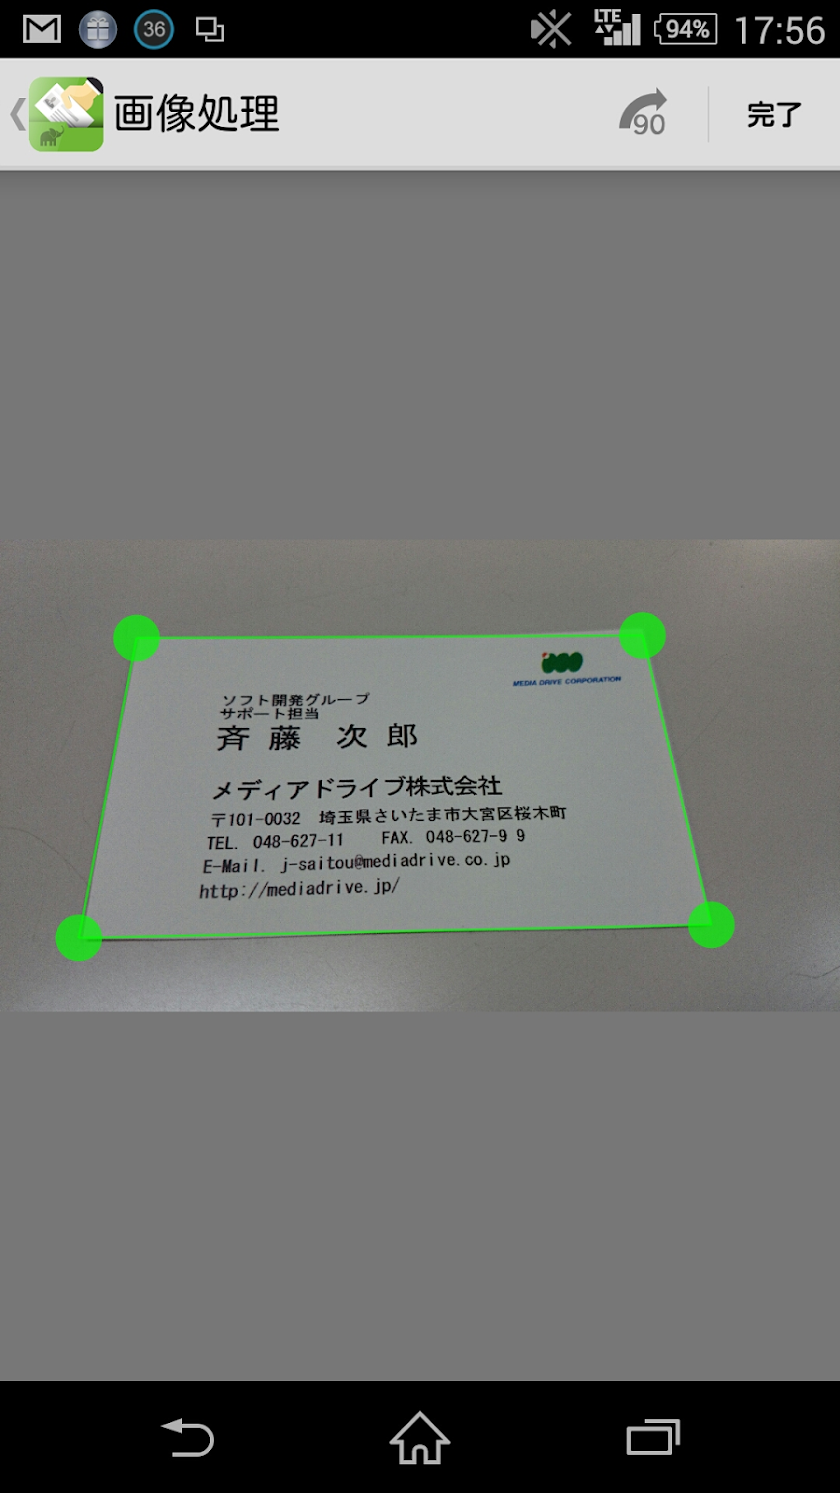 36
LTE
94%
17:56
画像処理
90
完了
MEDIA DRIVE CORPORATION
ソフト開発グループ
サポート担当
斉 藤　次 郎
メディアドライブ株式会社
〒101-0032　埼玉県さいたま市大宮区桜木町
TEL. 048-627-11　FAX. 048-627-9 9
E-Mail. j-saitou@mediadrive.co.jp
http://mediadrive.jp/